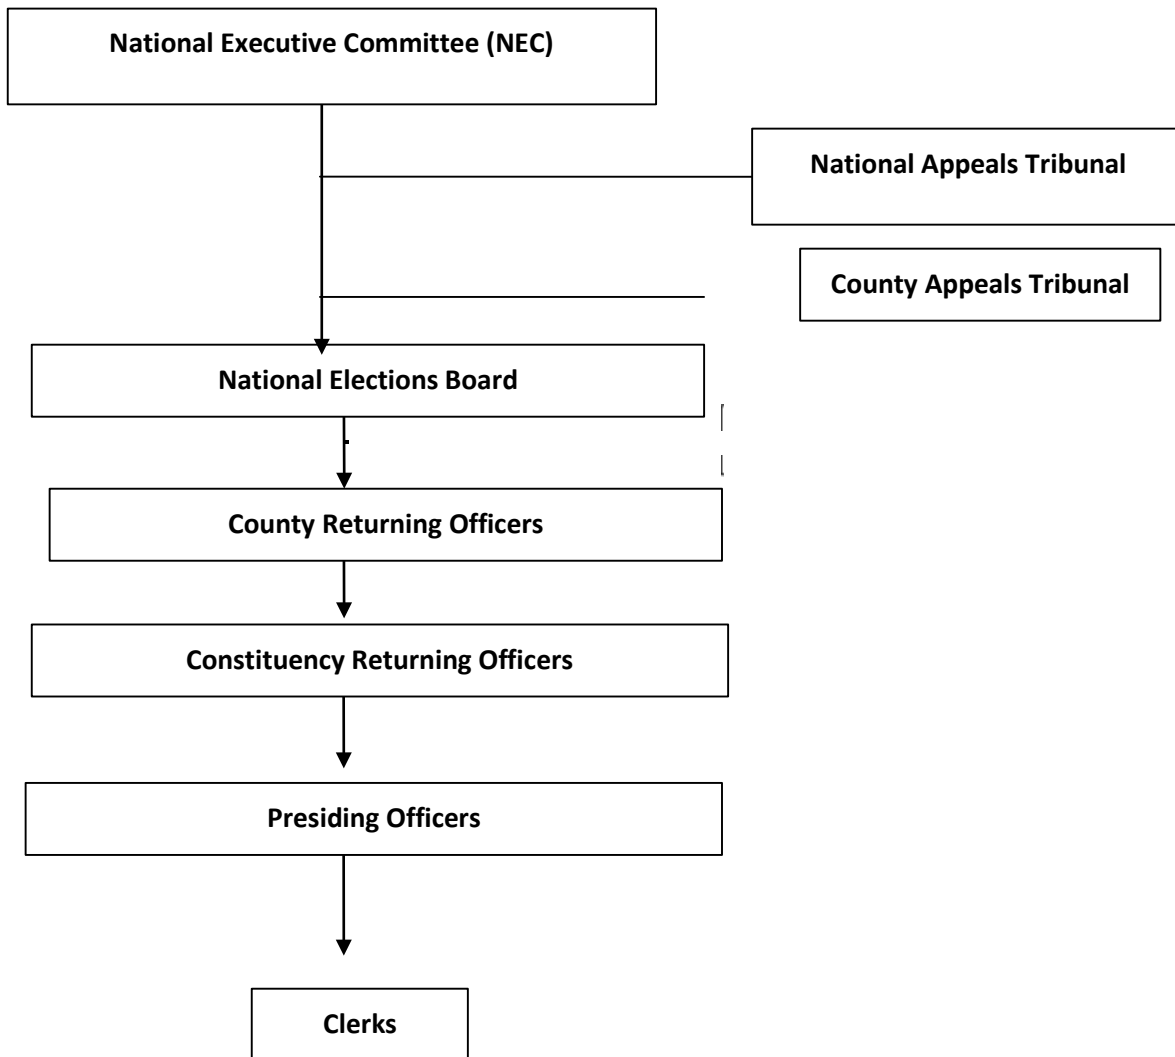 National Executive Committee (NEC)
National Appeals Tribunal
County Appeals Tribunal
National Elections Board
County Returning Officers
Constituency Returning Officers
Presiding Officers
Clerks